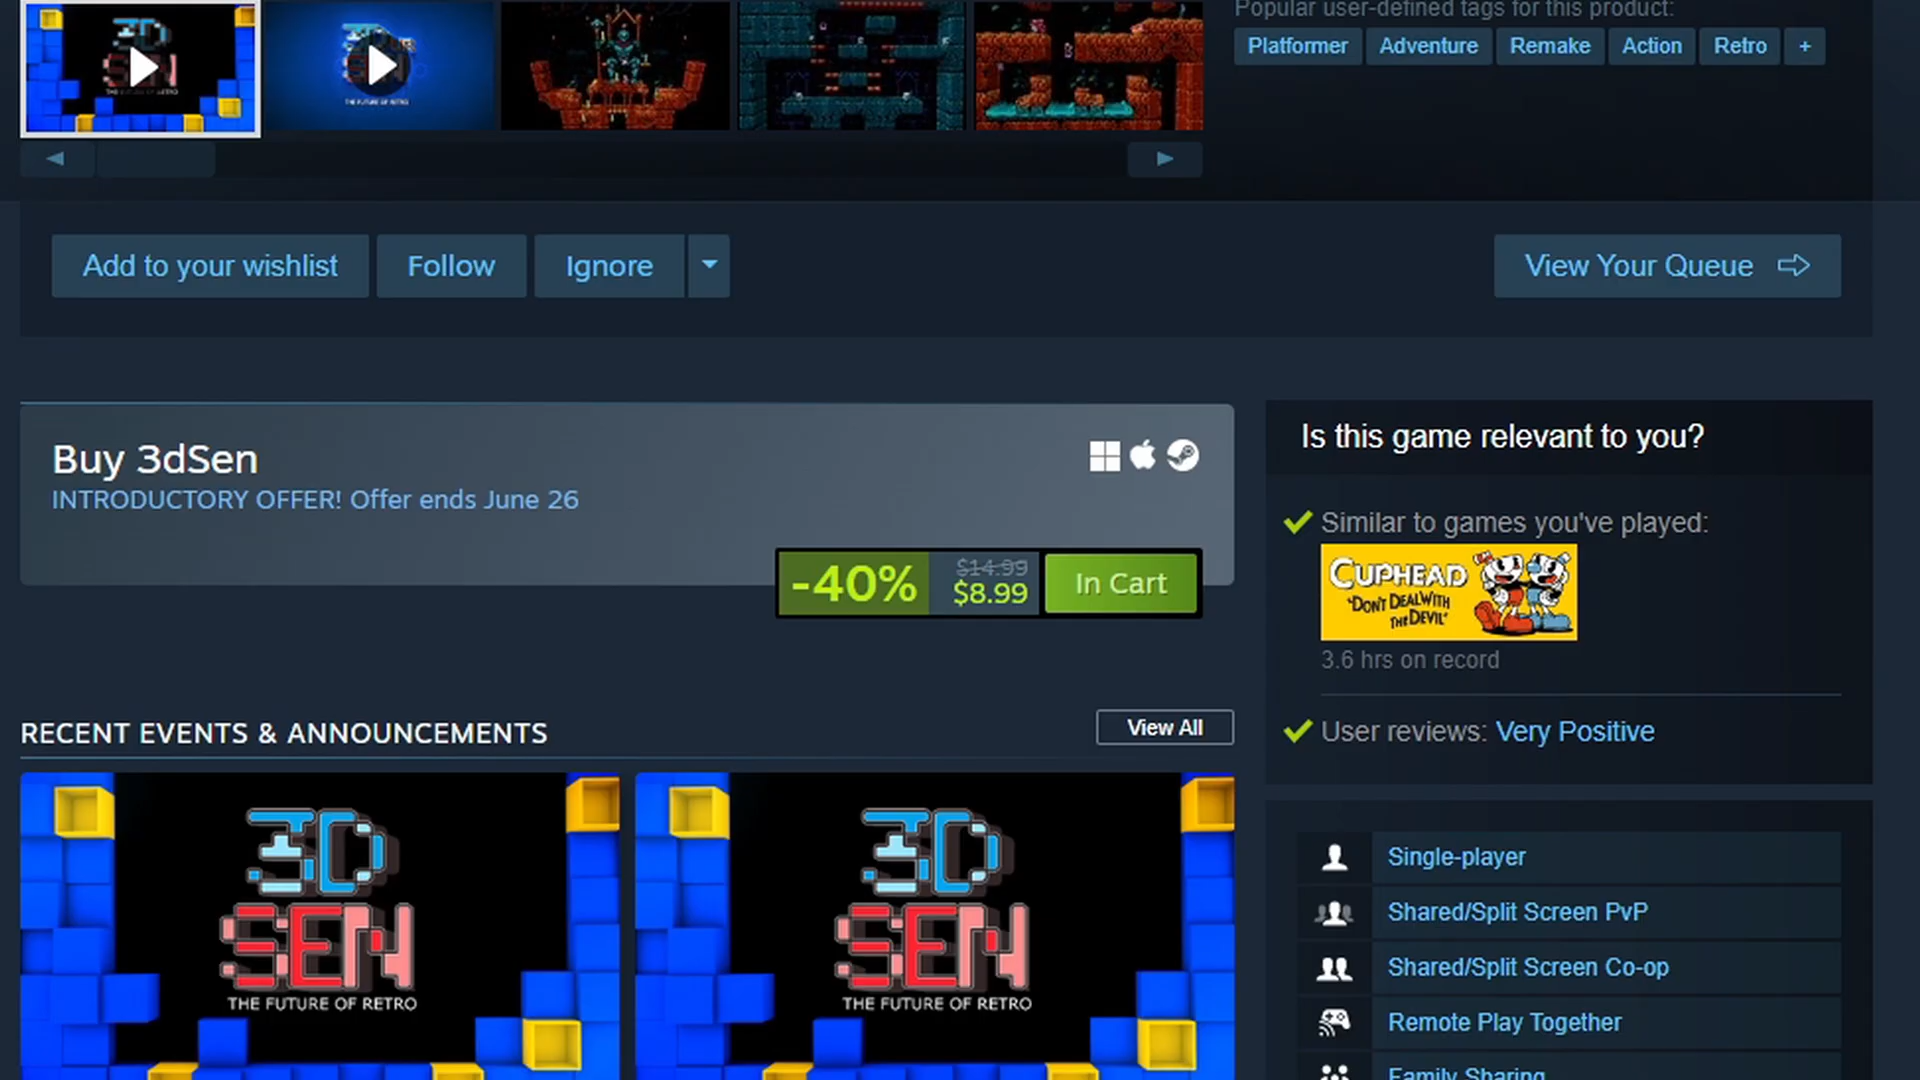 Popular user-defined tags for this product:
Platformer
Adventure
Remake
Action
Retro
+
Add to your wishlist
Follow
Ignore
View Your Queue
Buy 3dSen
INTRODUCTORY OFFER! Offer ends June 26
-40%
$14.99
$8.99
In Cart
Is this game relevant to you?
Similar to games you've played:
CUPHEAD
"DON'T DEAL WITH
THE DEVIL"
3.6 hrs on record
User reviews: Very Positive
RECENT EVENTS & ANNOUNCEMENTS
View All
3D
SEN
THE FUTURE OF RETRO
3D
SEN
THE FUTURE OF RETRO
Single-player
Shared/Split Screen PvP
Shared/Split Screen Co-op
Remote Play Together
Family Sharing